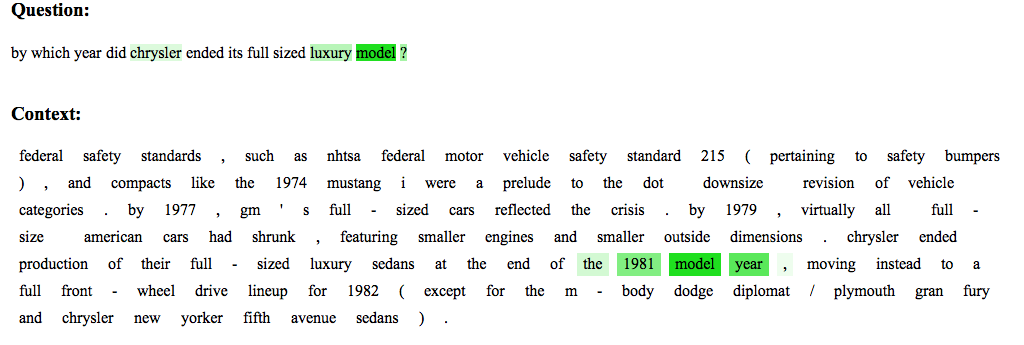 Question:
by which year did chrysler ended its full sized luxury model ?
Context:
federal safety standards , such as nhtsa federal motor vehicle safety standard 215 ( pertaining to safety bumpers
) , and compacts like the 1974 mustang i were a prelude to the dot downsize revision of vehicle
categories . by 1977 , gm ' s full - sized cars reflected the crisis . by 1979 , virtually all full -
size american cars had shrunk , featuring smaller engines and smaller outside dimensions . chrysler ended
production of their full - sized luxury sedans at the end of the 1981 model year , moving instead to a
full front - wheel drive lineup for 1982 ( except for the m - body dodge diplomat / plymouth gran fury
and chrysler new yorker fifth avenue sedans ) .